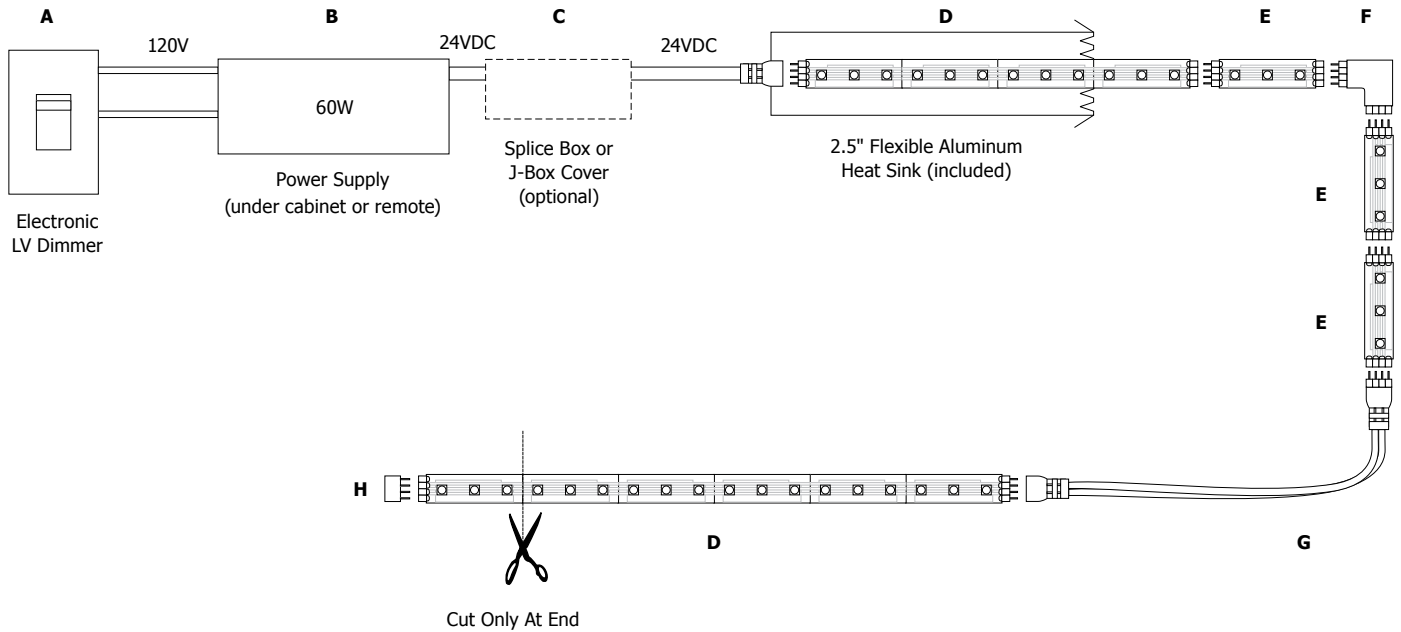 A
B
C
D
E
F
120V
24VDC
24VDC
60W
Splice Box or
J-Box Cover
(optional)
2.5" Flexible Aluminum
Heat Sink (included)
Power Supply
(under cabinet or remote)
Electronic
LV Dimmer
E
E
H
D
G
Cut Only At End